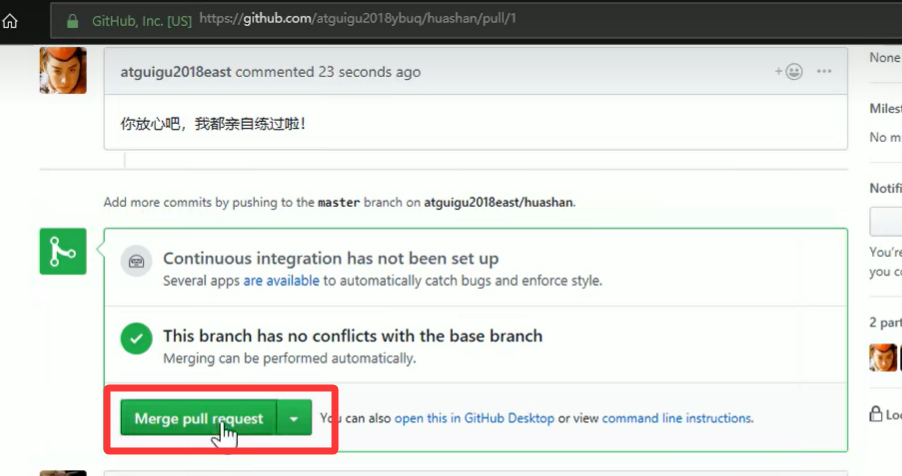 GitHub, Inc. [US] https://github.com/atguigu2018ybuq/huashan/pull/1
atguigu2018east commented 23 seconds ago
None
你放心吧，我都亲自练过啦！
Milest
No m
Add more commits by pushing to the master branch on atguigu2018east/huashan.
Notifi
Continuous integration has not been set up
Several apps are available to automatically catch bugs and enforce style.
You're
you c
This branch has no conflicts with the base branch
Merging can be performed automatically.
2 part
Merge pull request
You can also open this in GitHub Desktop or view command line instructions.
Loc